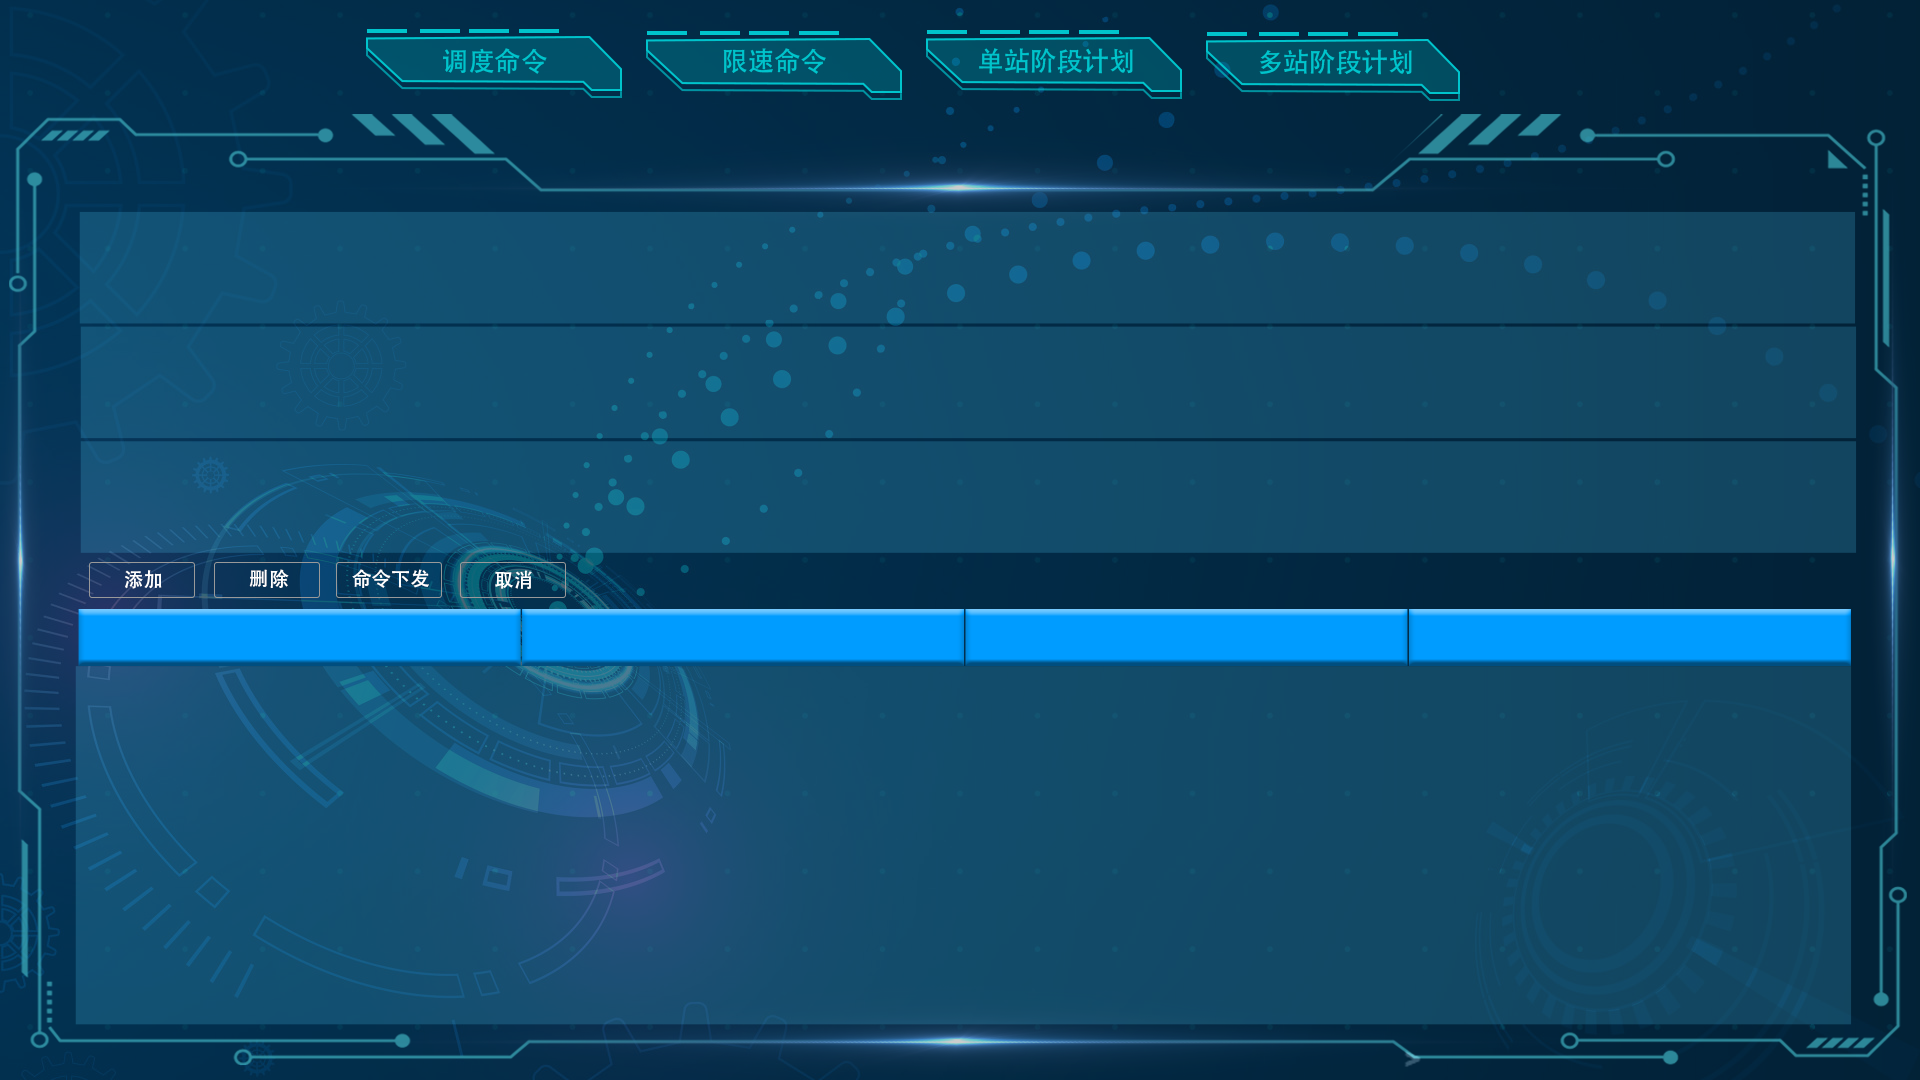 调度命令
限速命令
单站阶段计划
多站阶段计划
添加
删除
命令下发
取消